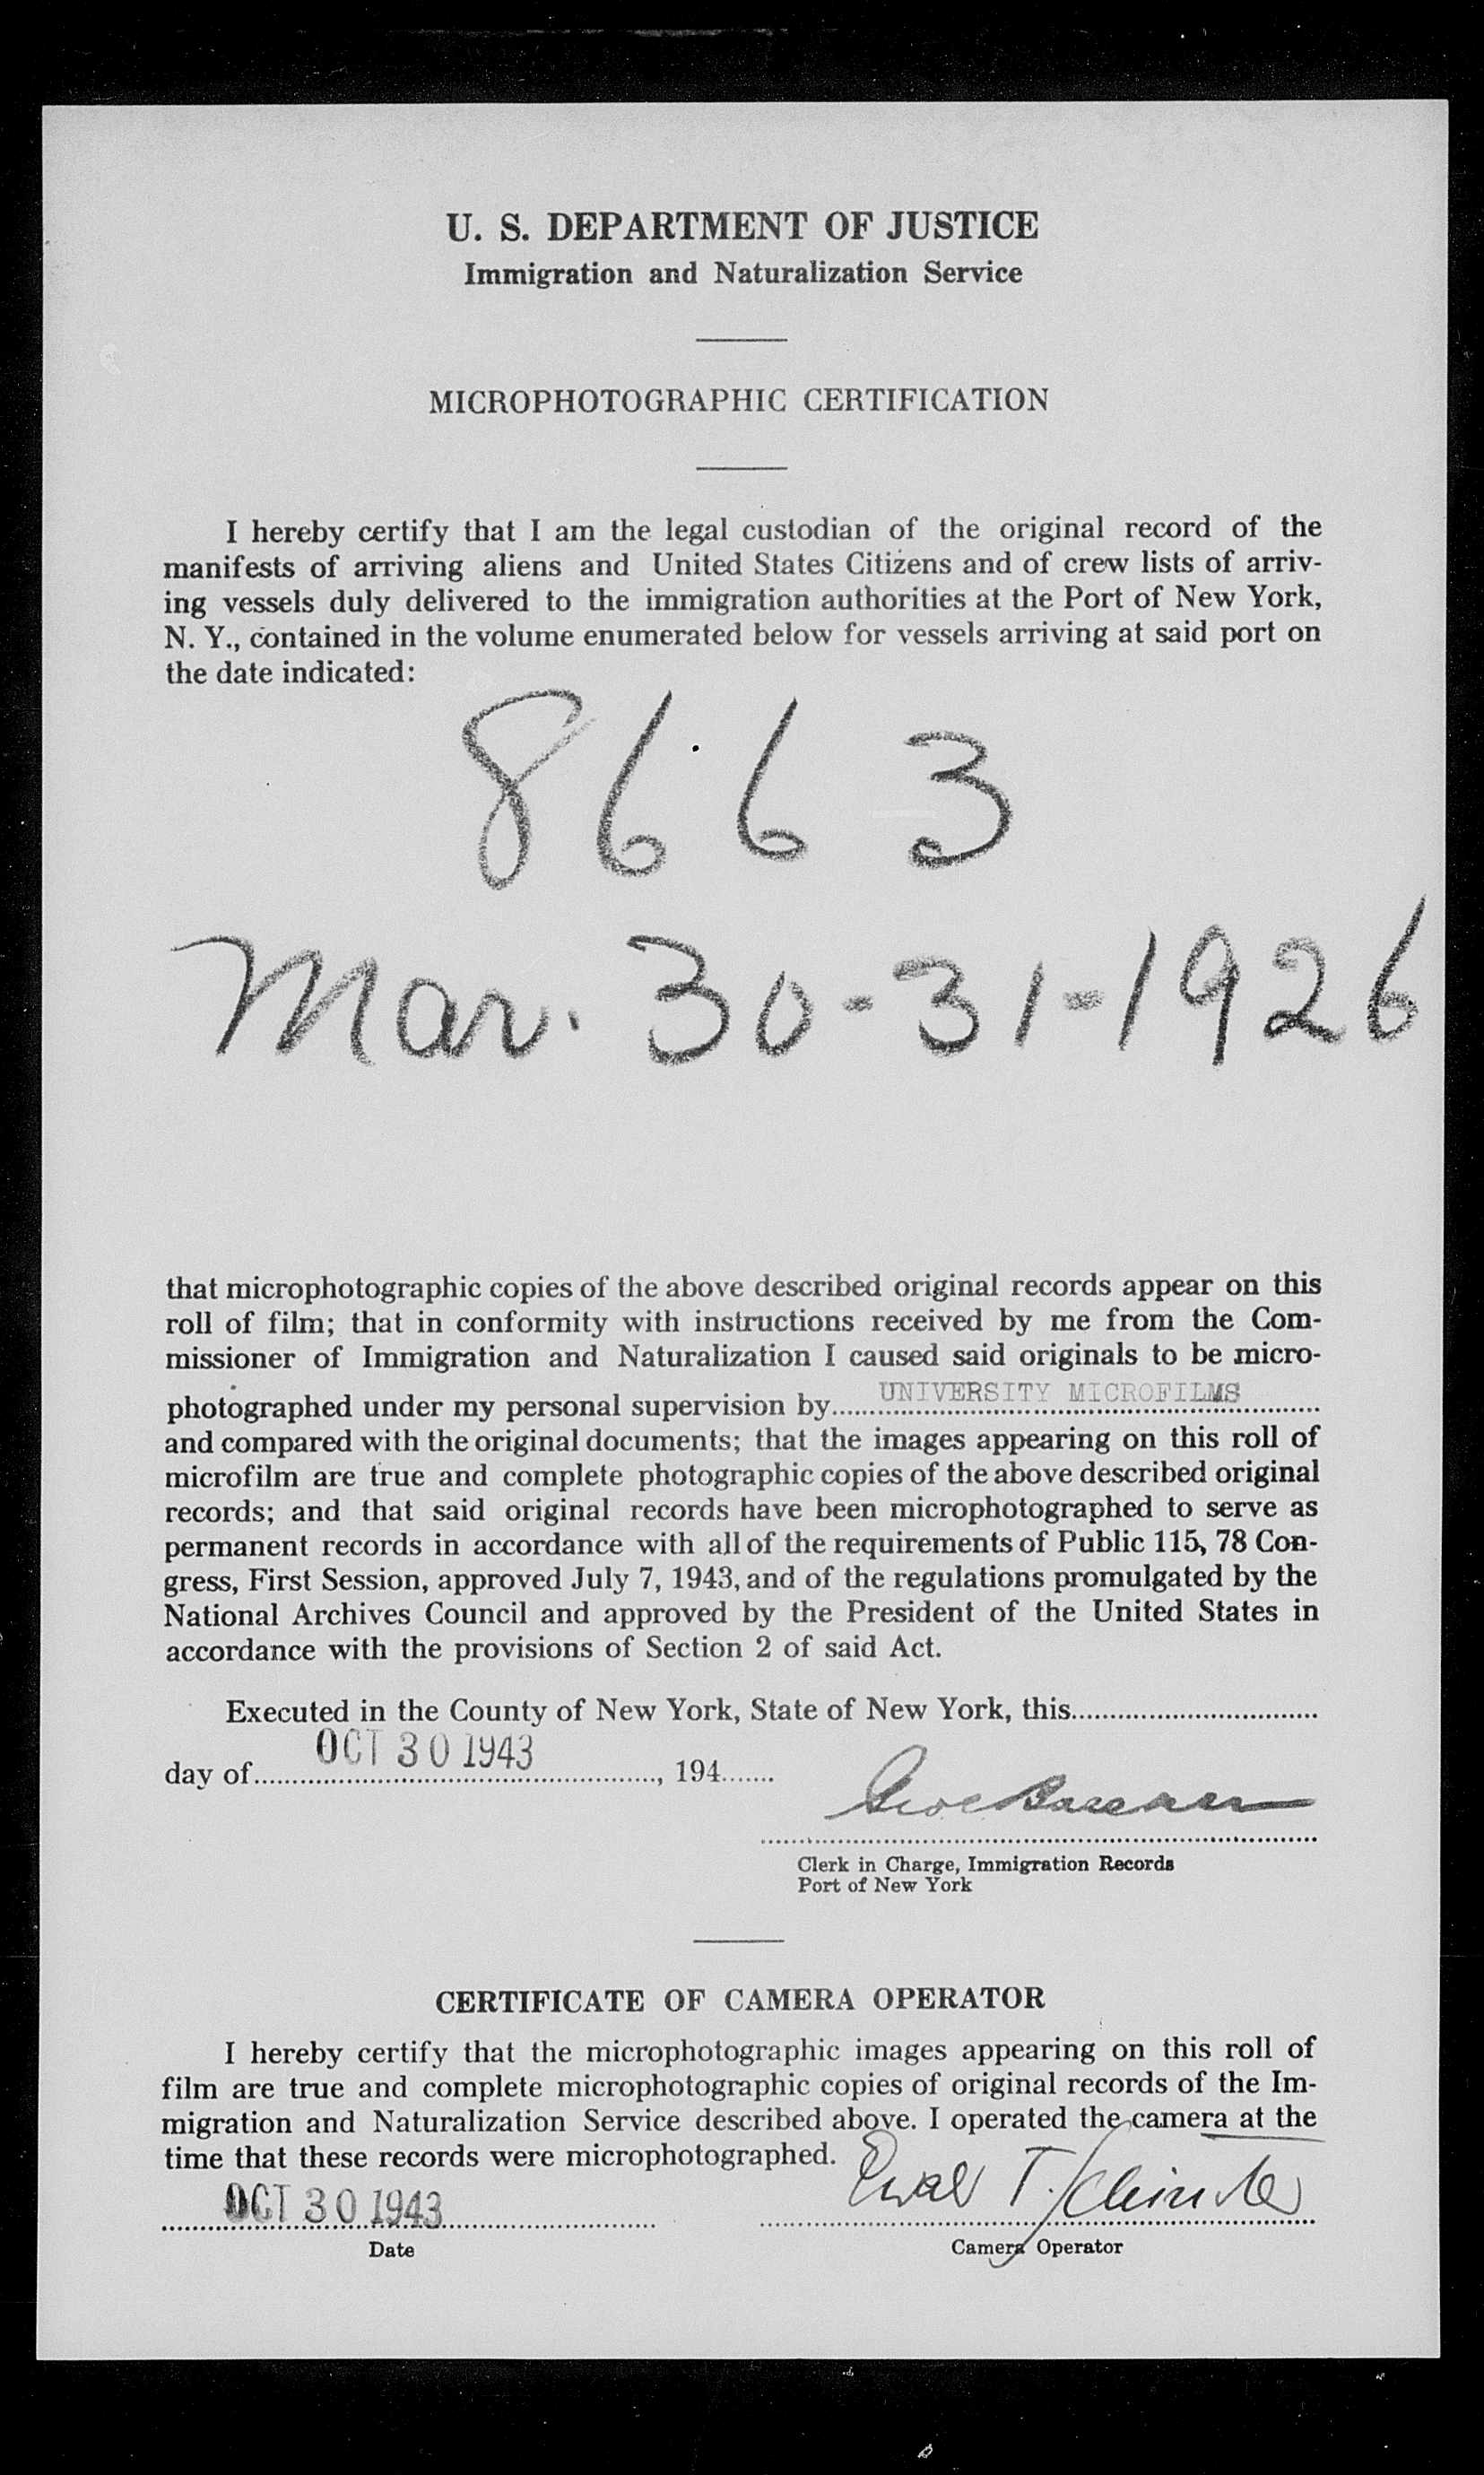 U. S. DEPARTMENT OF JUSTICE
Immigration and Naturalization Service
MICROPHOTOGRAPHIC CERTIFICATION
I hereby certify that I am the legal custodian of the original record of the
manifests of arriving aliens and United States Citizens and of crew lists of arriv-
ing vessels duly delivered to the immigration authorities at the Port of New York,
N. Y., contained in the volume enumerated below for vessels arriving at said port on
the date indicated:
8663
Mar. 30-31-1926
that microphotographic copies of the above described original records appear on this
roll of film; that in conformity with instructions received by me from the Com-
missioner of Immigration and Naturalization I caused said originals to be micro-
photographed under my personal supervision by UNIVERSITY MICROFILMS
and compared with the original documents; that the images appearing on this roll of
microfilm are true and complete photographic copies of the above described original
records; and that said original records have been microphotographed to serve as
permanent records in accordance with all of the requirements of Public 115, 78 Con-
gress, First Session, approved July 7, 1943, and of the regulations promulgated by the
National Archives Council and approved by the President of the United States in
accordance with the provisions of Section 2 of said Act.
Executed in the County of New York, State of New York, this
day of OCT 30 1943, 194
Clerk in Charge, Immigration Records
Port of New York
CERTIFICATE OF CAMERA OPERATOR
I hereby certify that the microphotographic images appearing on this roll of
film are true and complete microphotographic copies of original records of the Im-
migration and Naturalization Service described above. I operated the camera at the
time that these records were microphotographed.
OCT 30 1943
Date
Camera Operator